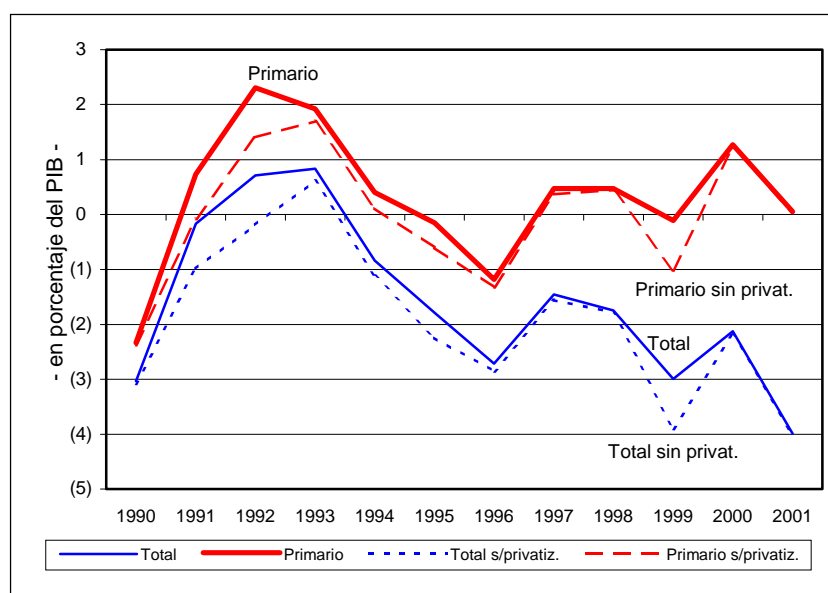 - en porcentaje del PIB -
3
2
1
0
(1)
(2)
(3)
(4)
(5)
Primario
Primario sin privat.
Total
Total sin privat.
1990 1991 1992 1993 1994 1995 1996 1997 1998 1999 2000 2001
Total Primario Total s/privatiz. Primario s/privatiz.